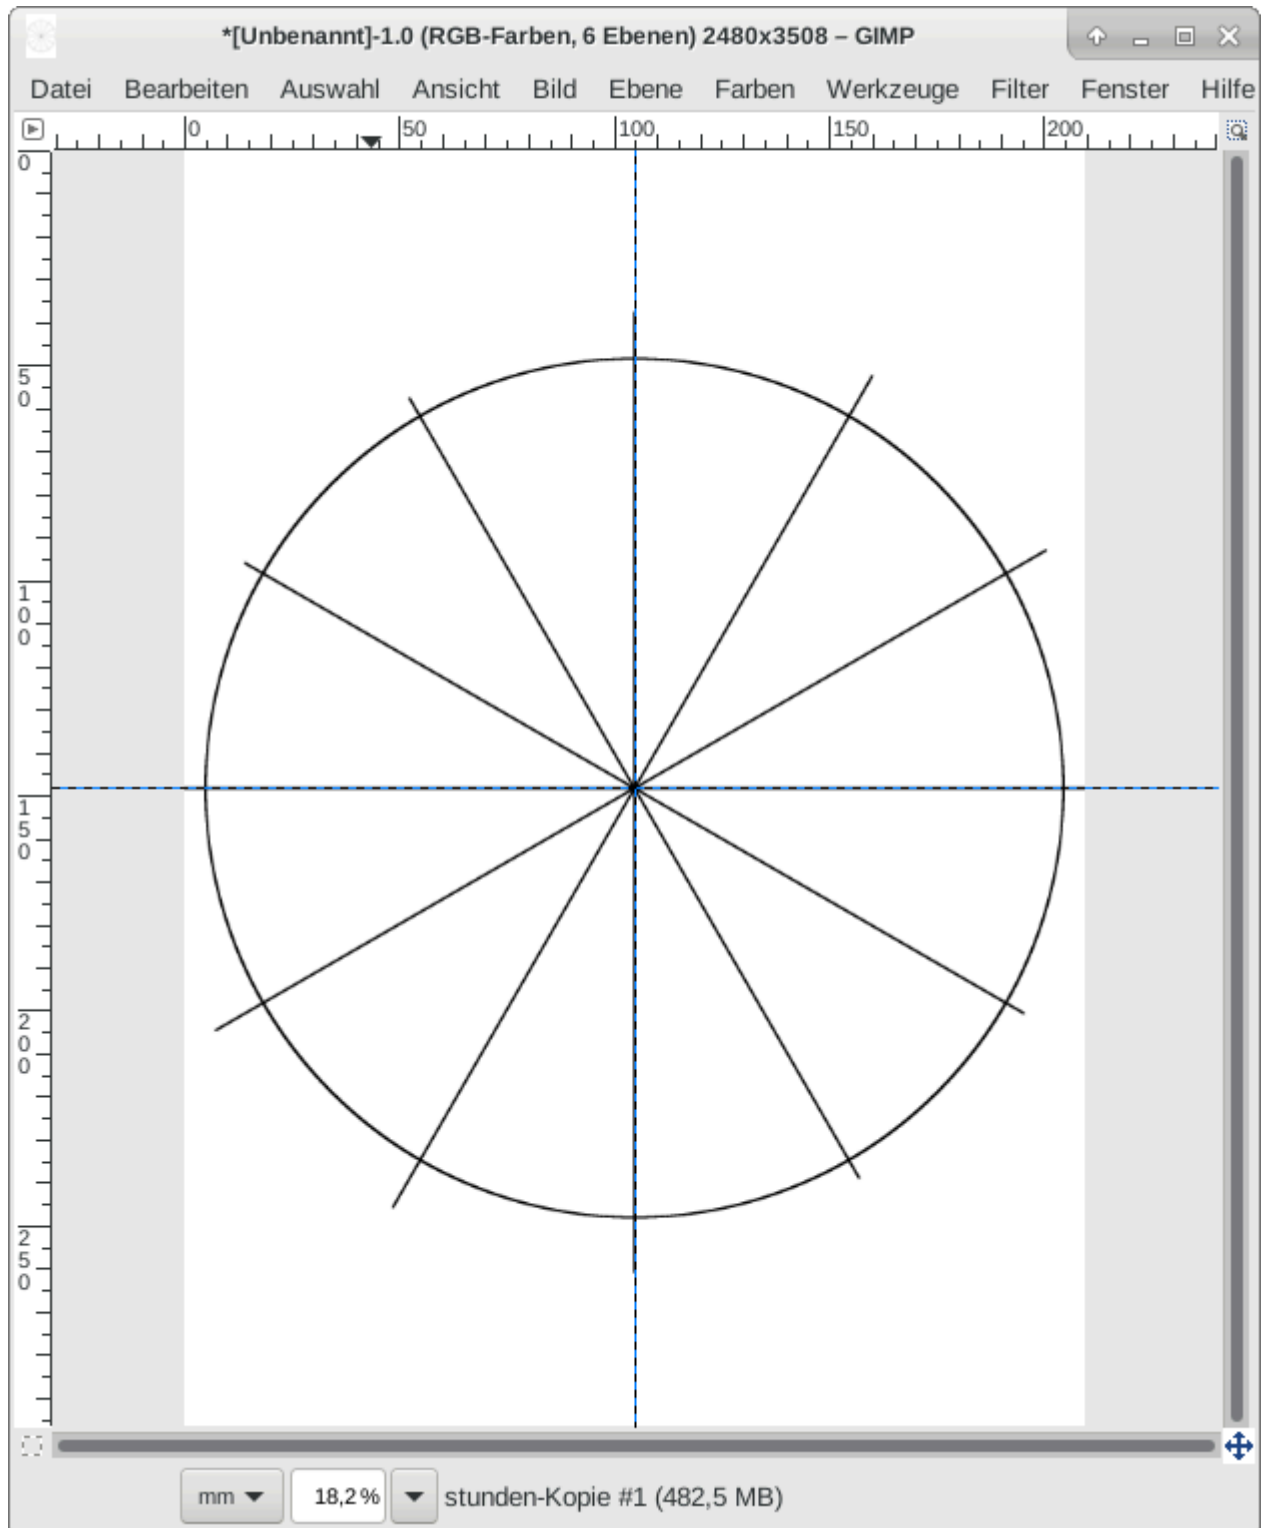 *[Unbenannt]-1.0 (RGB-Farben, 6 Ebenen) 2480x3508 – GIMP
Datei Bearbeiten Auswahl Ansicht Bild Ebene Farben Werkzeuge Filter Fenster Hilfe
0 50 100 150 200
0
50
100
150
200
250
mm 18,2% stunden-Kopie #1 (482,5 MB)